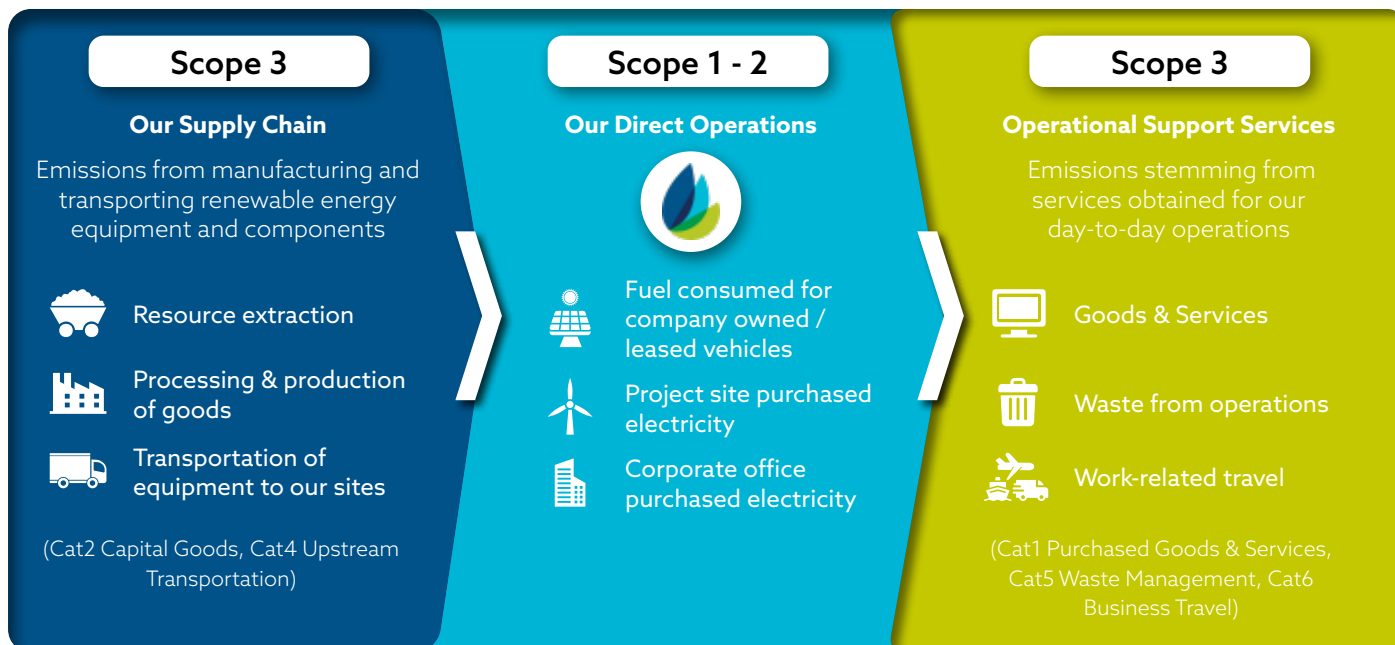 Scope 3
Our Supply Chain
Emissions from manufacturing and
transporting renewable energy
equipment and components
Resource extraction
Processing & production
of goods
Transportation of
equipment to our sites
(Cat2 Capital Goods, Cat4 Upstream
Transportation)
Scope 1 - 2
Our Direct Operations
Fuel consumed for
company owned /
leased vehicles
Project site purchased
electricity
Corporate office
purchased electricity
Scope 3
Operational Support Services
Emissions stemming from
services obtained for our
day-to-day operations
Goods & Services
Waste from operations
Work-related travel
(Cat1 Purchased Goods & Services,
Cat5 Waste Management, Cat6
Business Travel)